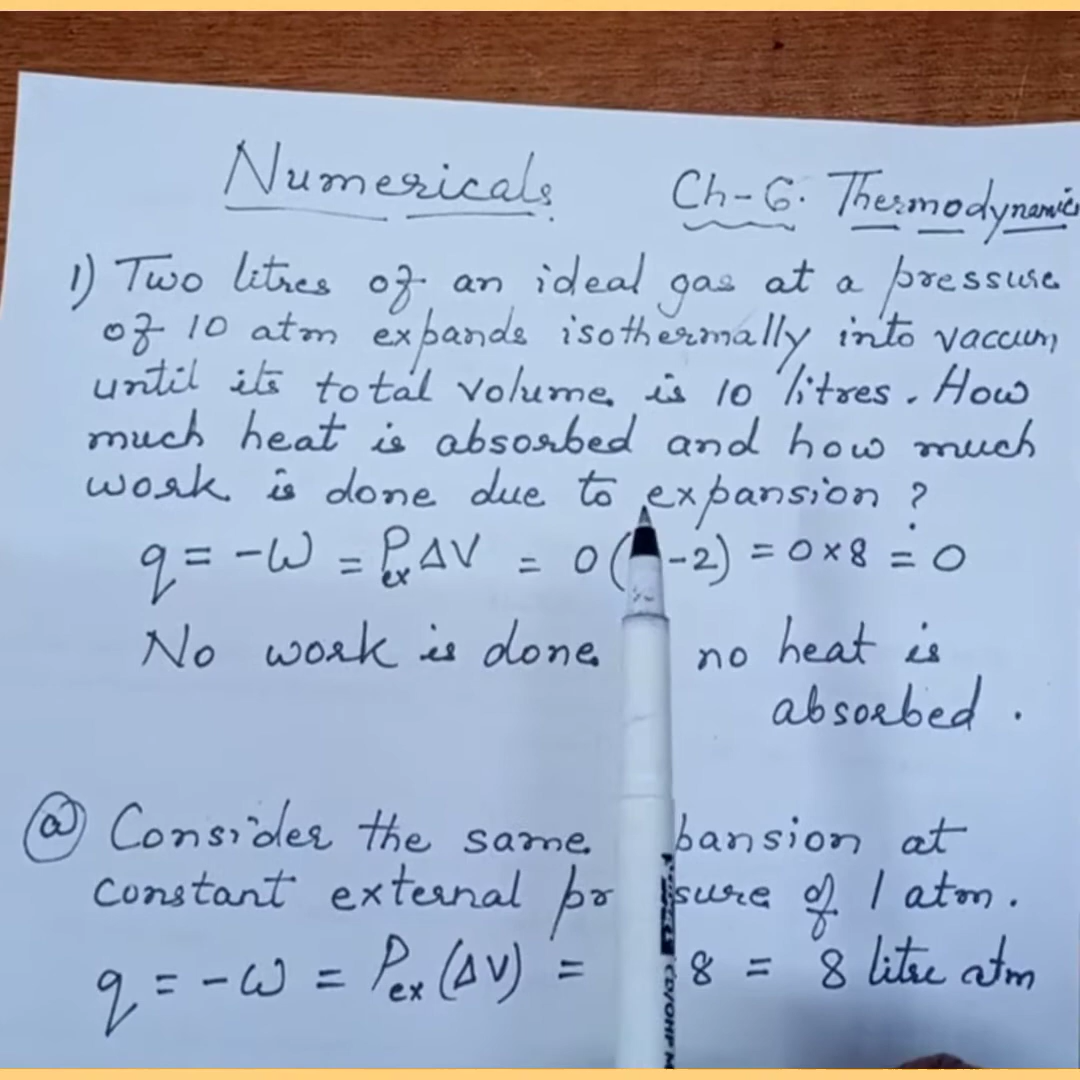 Numericals Ch-6. Thermodynamics
1) Two litres of an ideal gas at a pressure
of 10 atm expands isothermally into vaccum
until its total volume is 10 litres. How
much heat is absorbed and how much
work is done due to expansion?
q = -w = PexΔV = 0( -2) = 0×8 = 0
No work is done no heat is
absorbed.
(a) Consider the same pansion at
constant external pr sure of 1 atm.
q = -w = Pex(ΔV) = 8 = 8 litre atm